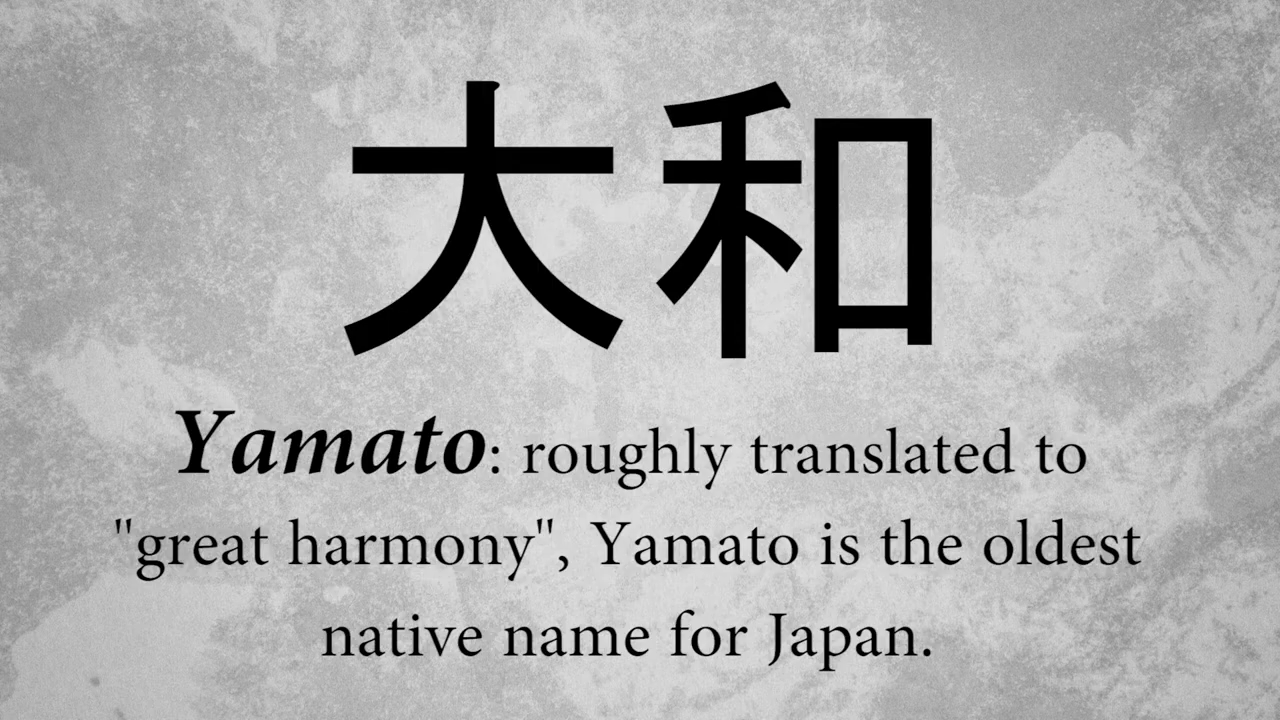 大和
Yamato: roughly translated to
"great harmony", Yamato is the oldest
native name for Japan.